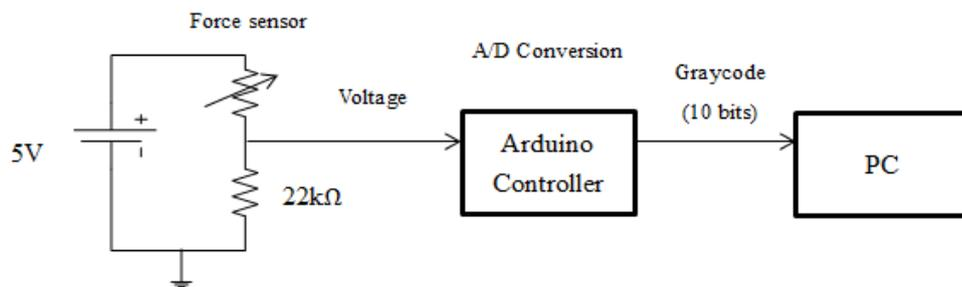 Force sensor
A/D Conversion
Graycode
(10 bits)
Voltage
+
5V
Arduino
Controller
PC
22kΩ